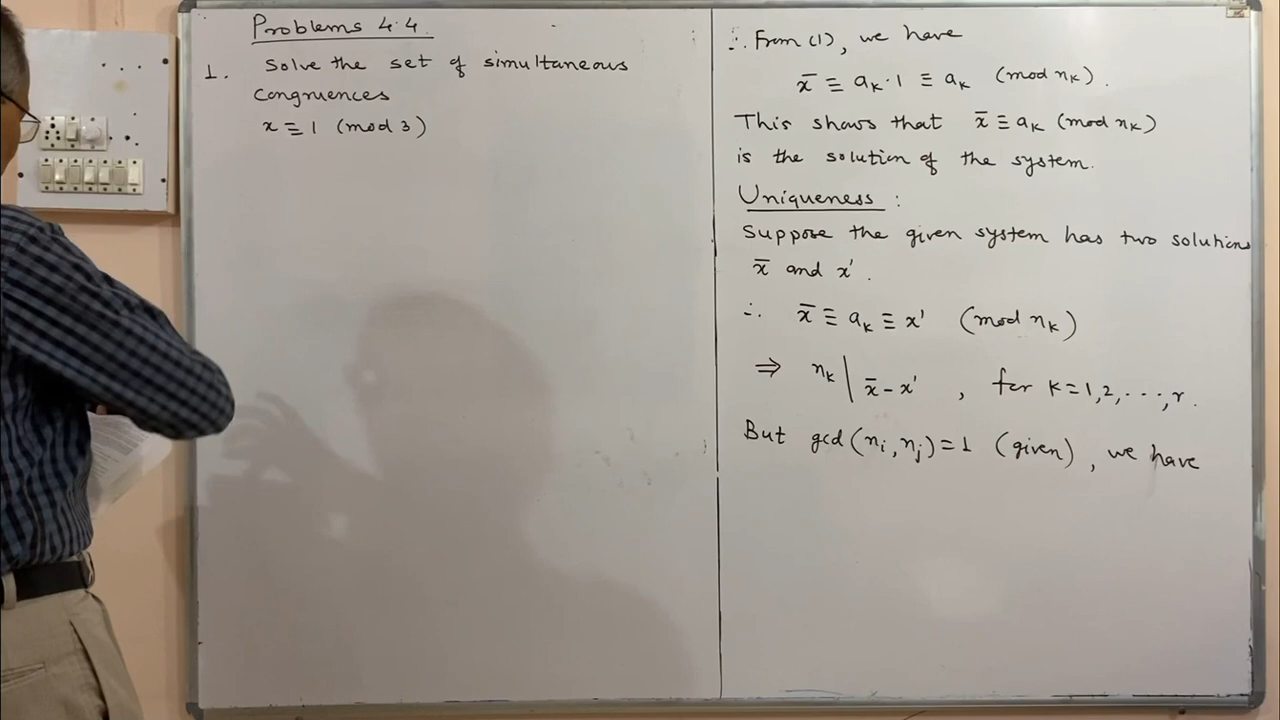 Problems 4.4
1. Solve the set of simultaneous
congruences
x ≡ 1 (mod 3)
∴ From (1), we have
x̄ ≡ aₖ·1 ≡ aₖ (mod nₖ).
This shows that x̄ ≡ aₖ (mod nₖ)
is the solution of the system.
Uniqueness :
Suppose the given system has two solutions
x̄ and x'.
∴ x̄ ≡ aₖ ≡ x' (mod nₖ)
⇒ nₖ | x̄ - x' , for k=1,2,...,r.
But gcd(nᵢ, nⱼ)=1 (given), we have